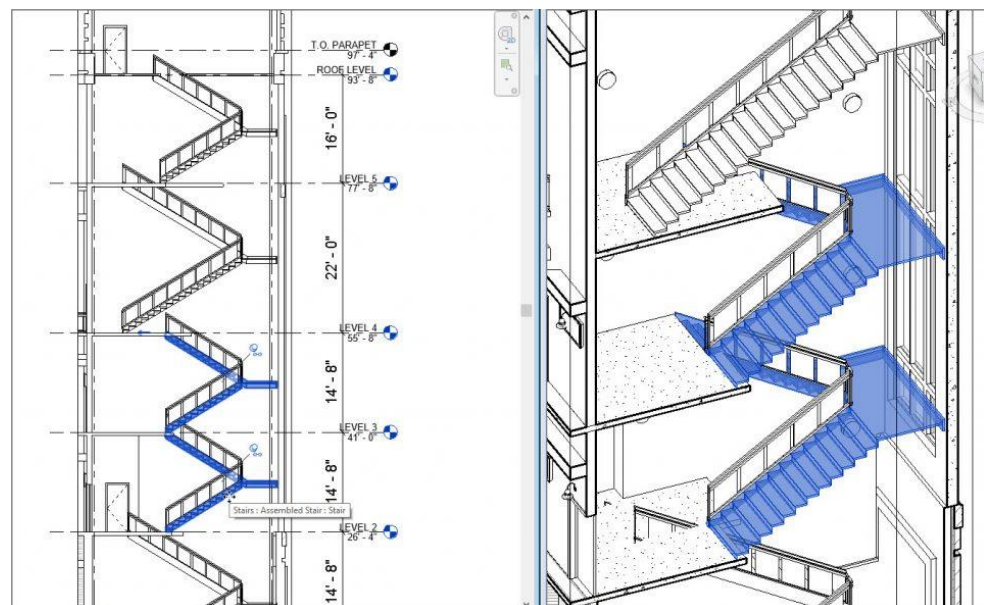 T.O. PARAPET
97' - 4"
ROOF LEVEL
93' - 8"
16' - 0"
LEVEL 5
77' - 8"
22' - 0"
LEVEL 4
55' - 8"
14' - 8"
LEVEL 3
41' - 0"
14' - 8"
Stairs : Assembled Stair : Stair
LEVEL 2
26' - 4"
14' - 8"